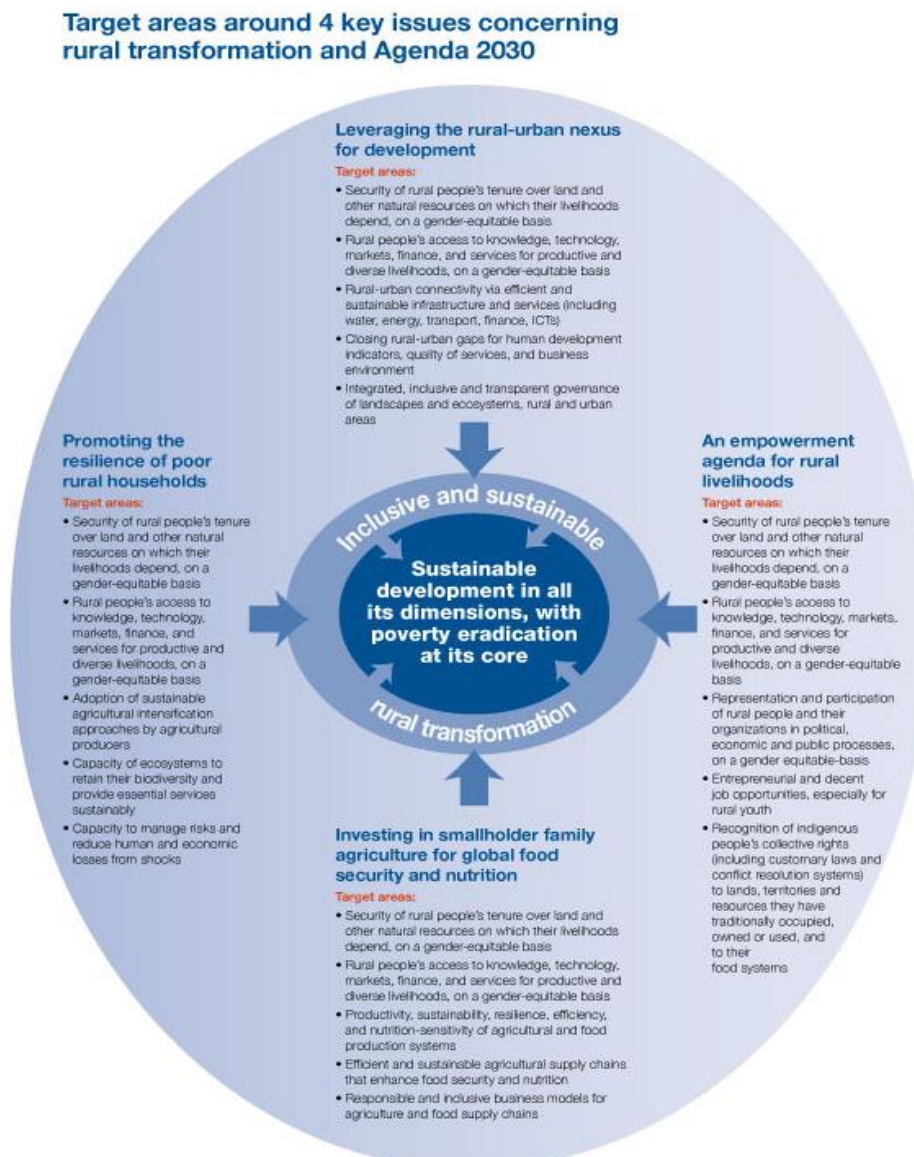 Target areas around 4 key issues concerning
rural transformation and Agenda 2030
Leveraging the rural-urban nexus
for development
Target areas:
• Security of rural people's tenure over land and
other natural resources on which their livelihoods
depend, on a gender-equitable basis
• Rural people's access to knowledge, technology,
markets, finance, and services for productive and
diverse livelihoods, on a gender-equitable basis
• Rural-urban connectivity via efficient and
sustainable infrastructure and services (including
water, energy, transport, finance, ICTs)
• Closing rural-urban gaps for human development
indicators, quality of services, and business
environment
• Integrated, inclusive and transparent governance
of landscapes and ecosystems, rural and urban
areas
Promoting the
resilience of poor
rural households
Target areas:
• Security of rural people's tenure
over land and other natural
resources on which their
livelihoods depend, on a
gender-equitable basis
• Rural people's access to
knowledge, technology,
markets, finance, and
services for productive and
diverse livelihoods, on a
gender-equitable basis
• Adoption of sustainable
agricultural intensification
approaches by agricultural
producers
• Capacity of ecosystems to
retain their biodiversity and
provide essential services
sustainably
• Capacity to manage risks and
reduce human and economic
losses from shocks
Inclusive and sustainable
Sustainable
development in all
its dimensions, with
poverty eradication
at its core
rural transformation
An empowerment
agenda for rural
livelihoods
Target areas:
• Security of rural people's tenure
over land and other natural
resources on which their
livelihoods depend, on a
gender-equitable basis
• Rural people's access to
knowledge, technology, markets,
finance, and services for
productive and diverse
livelihoods, on a gender-equitable
basis
• Representation and participation
of rural people and their
organizations in political,
economic and public processes,
on a gender equitable-basis
• Entrepreneurial and decent
job opportunities, especially for
rural youth
• Recognition of indigenous
people's collective rights
(including customary laws and
conflict resolution systems)
to lands, territories and
resources they have
traditionally occupied,
owned or used, and
to their
food systems
Investing in smallholder family
agriculture for global food
security and nutrition
Target areas:
• Security of rural people's tenure over land and
other natural resources on which their livelihoods
depend, on a gender-equitable basis
• Rural people's access to knowledge, technology,
markets, finance, and services for productive and
diverse livelihoods, on a gender-equitable basis
• Productivity, sustainability, resilience, efficiency,
and nutrition-sensitivity of agricultural and food
production systems
• Efficient and sustainable agricultural supply chains
that enhance food security and nutrition
• Responsible and inclusive business models for
agriculture and food supply chains